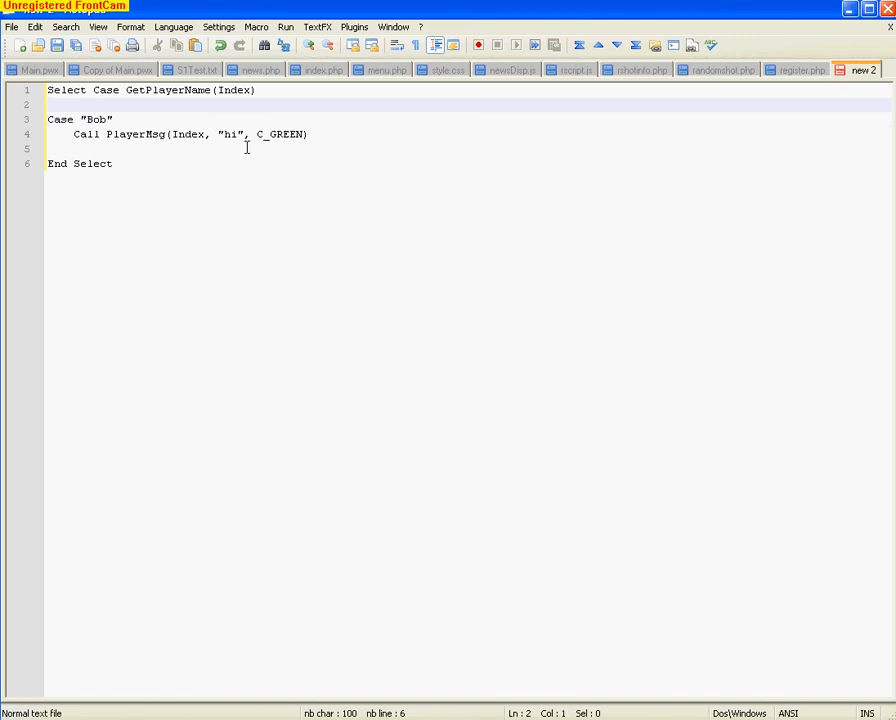 Unregistered FrontCam
File Edit Search View Format Language Settings Macro Run TextFX Plugins Window ? X
Main.pwx Copy of Main.pwx S1Test.txt news.php index.php menu.php style.css newsDisp.js rscript.js rshotinfo.php randomshot.php register.php new 2
1 Select Case GetPlayerName(Index)
2
3 Case "Bob"
4 Call PlayerMsg(Index, "hi", C_GREEN)
5
6 End Select
Normal text file nb char : 100 nb line : 6 Ln : 2 Col : 1 Sel : 0 Dos\Windows ANSI INS